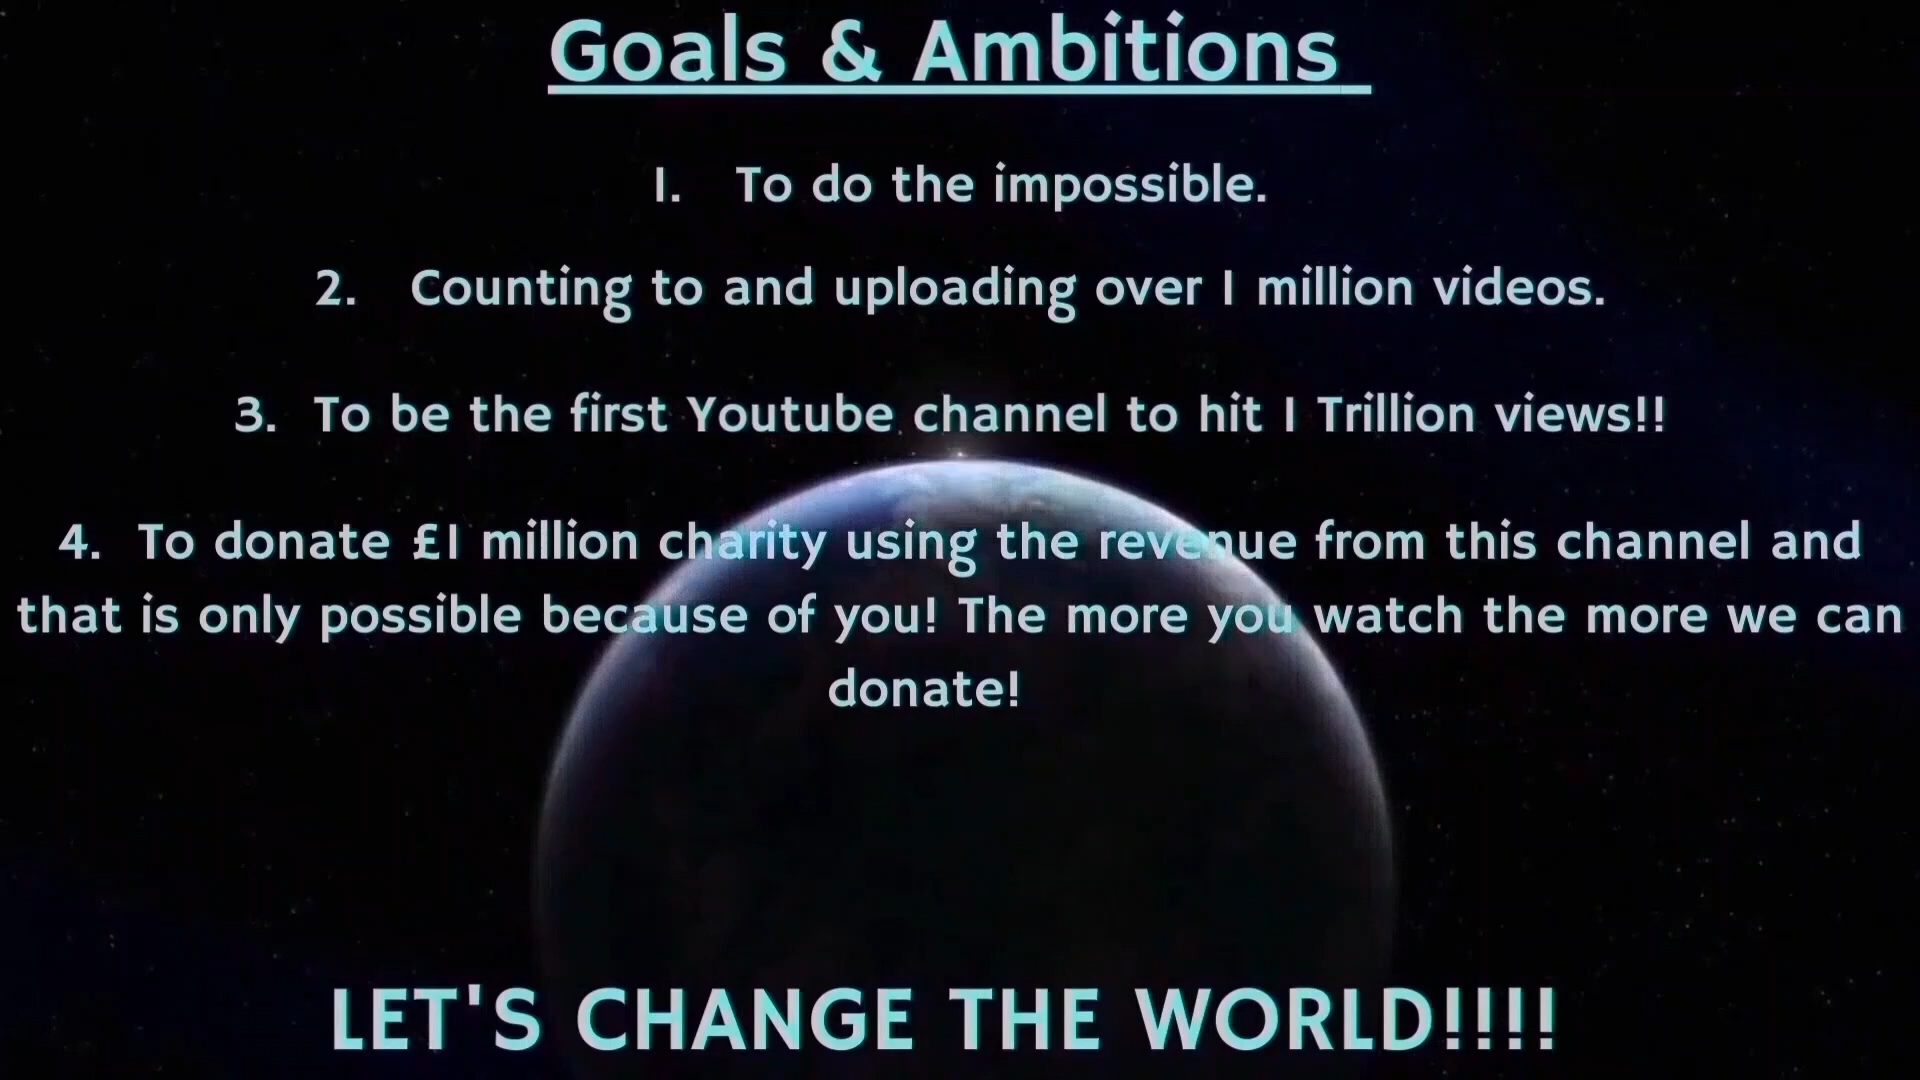 Goals & Ambitions
1. To do the impossible.
2. Counting to and uploading over 1 million videos.
3. To be the first Youtube channel to hit 1 Trillion views!!
4. To donate £1 million charity using the revenue from this channel and
that is only possible because of you! The more you watch the more we can
donate!
LET'S CHANGE THE WORLD!!!!